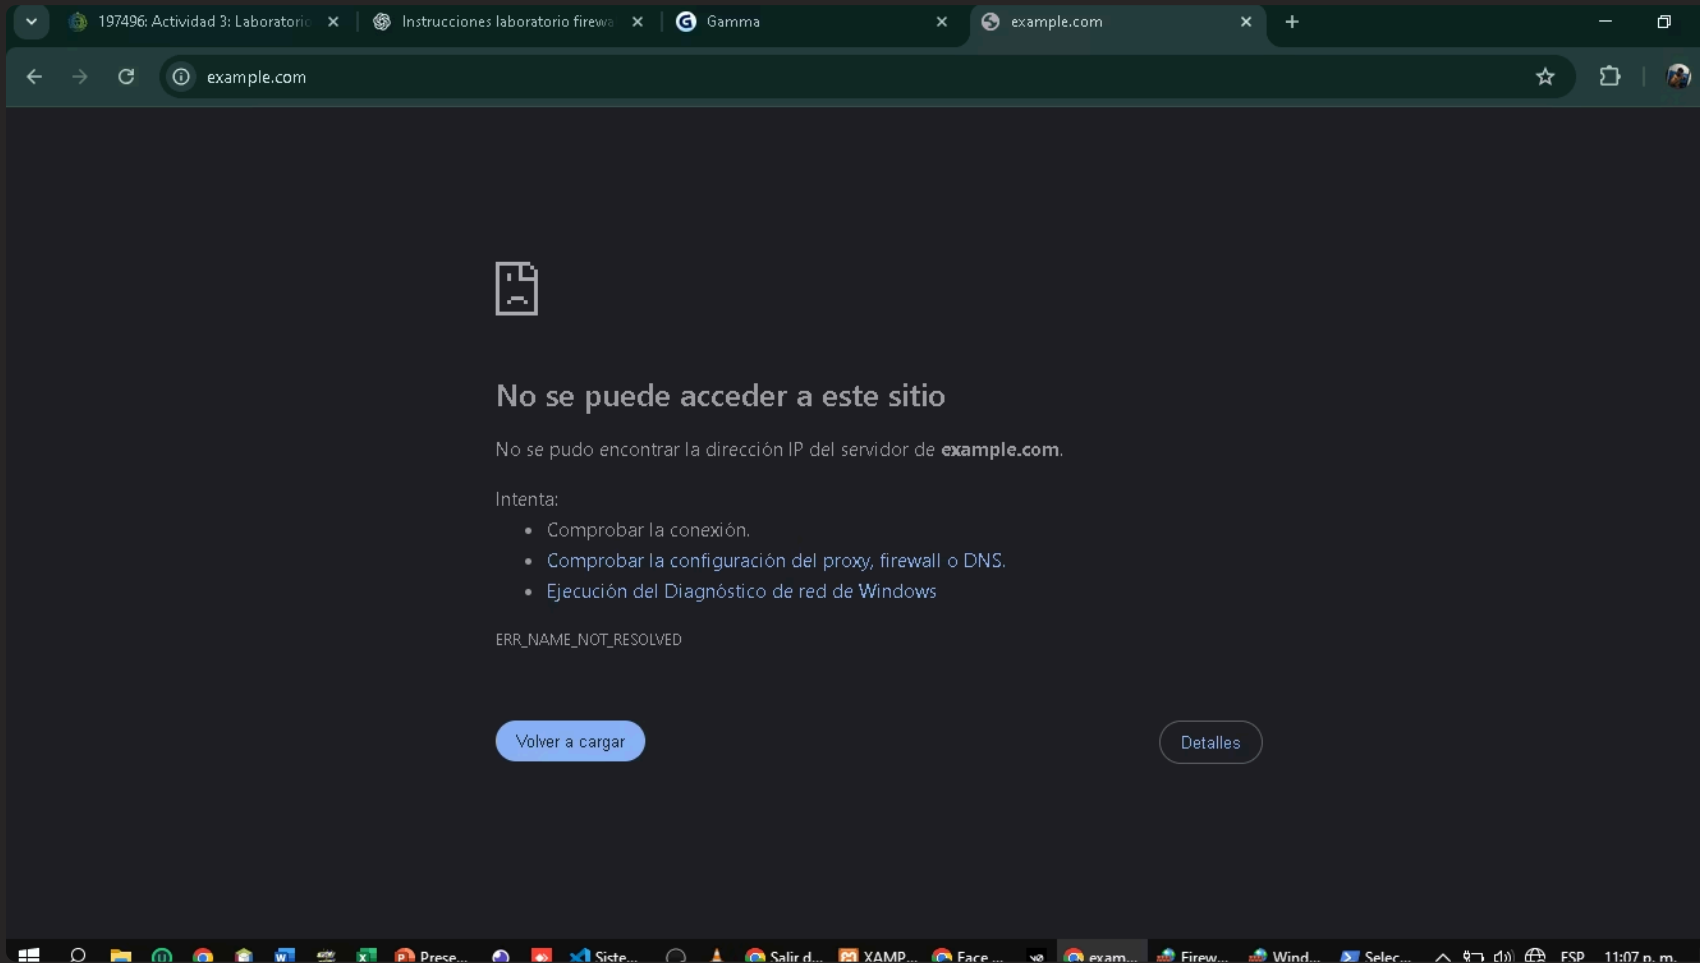 197496: Actividad 3: Laboratorio
Instrucciones laboratorio firewa
Gamma
example.com
example.com
No se puede acceder a este sitio
No se pudo encontrar la dirección IP del servidor de example.com.
Intenta:
• Comprobar la conexión.
• Comprobar la configuración del proxy, firewall o DNS.
• Ejecución del Diagnóstico de red de Windows
ERR_NAME_NOT_RESOLVED
Volver a cargar
Detalles
Prese... Siste... Salir d... XAMP... Face ... exam... Firew... Wind... Selec... ESP 11:07 p. m.